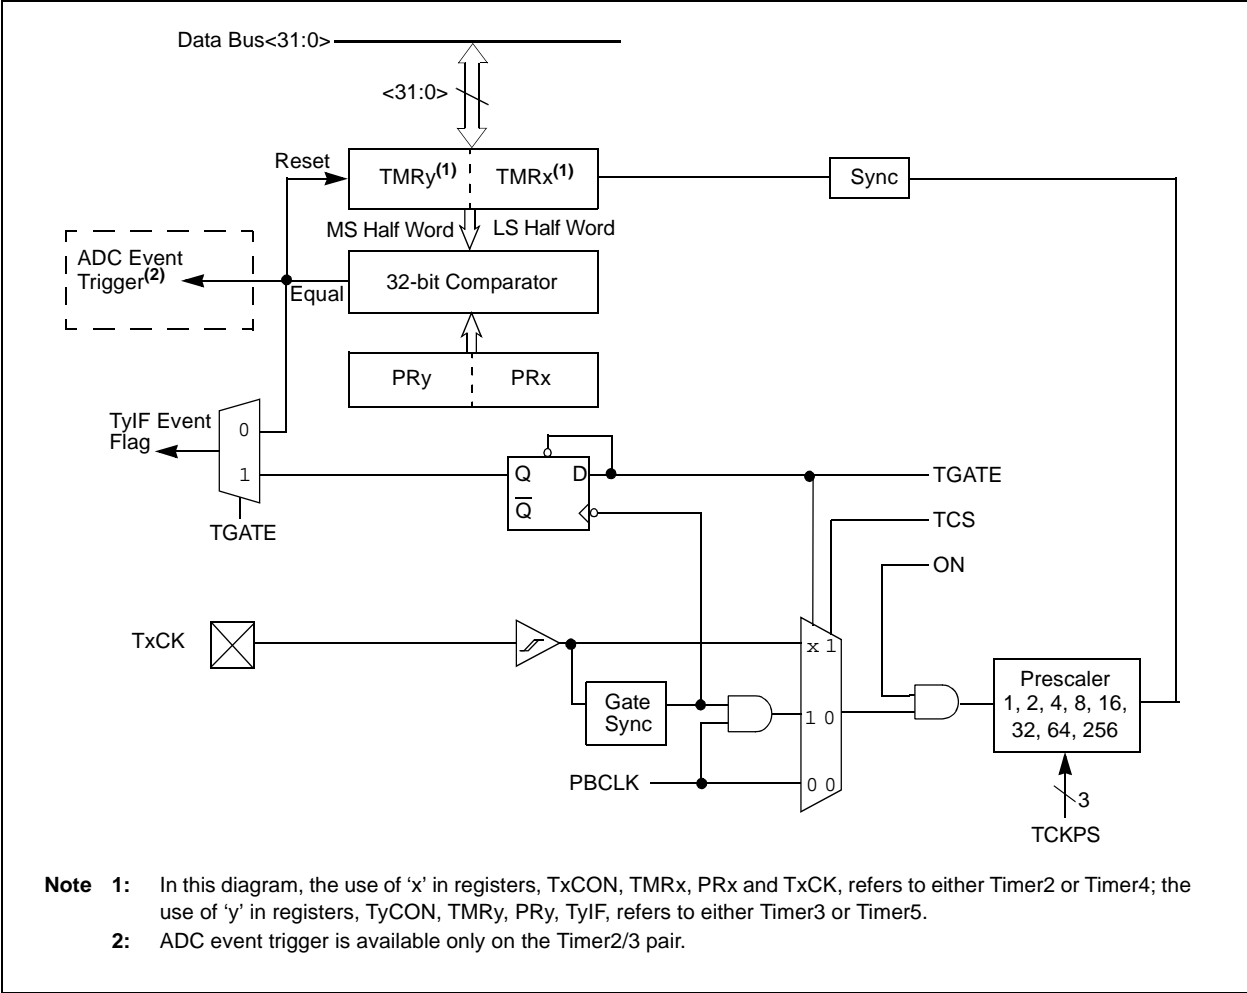 Data Bus<31:0>
<31:0>
Reset
TMRy(1) TMRx(1)
Sync
MS Half Word LS Half Word
ADC Event
Trigger(2)
Equal
32-bit Comparator
PRy PRx
TyIF Event
Flag
0
1
TGATE
Q D
Q̅
TGATE
TCS
ON
TxCK
x 1
Gate
Sync
1 0
Prescaler
1, 2, 4, 8, 16,
32, 64, 256
PBCLK
0 0
3
TCKPS
Note 1: In this diagram, the use of ‘x’ in registers, TxCON, TMRx, PRx and TxCK, refers to either Timer2 or Timer4; the
use of ‘y’ in registers, TyCON, TMRy, PRy, TyIF, refers to either Timer3 or Timer5.
2: ADC event trigger is available only on the Timer2/3 pair.